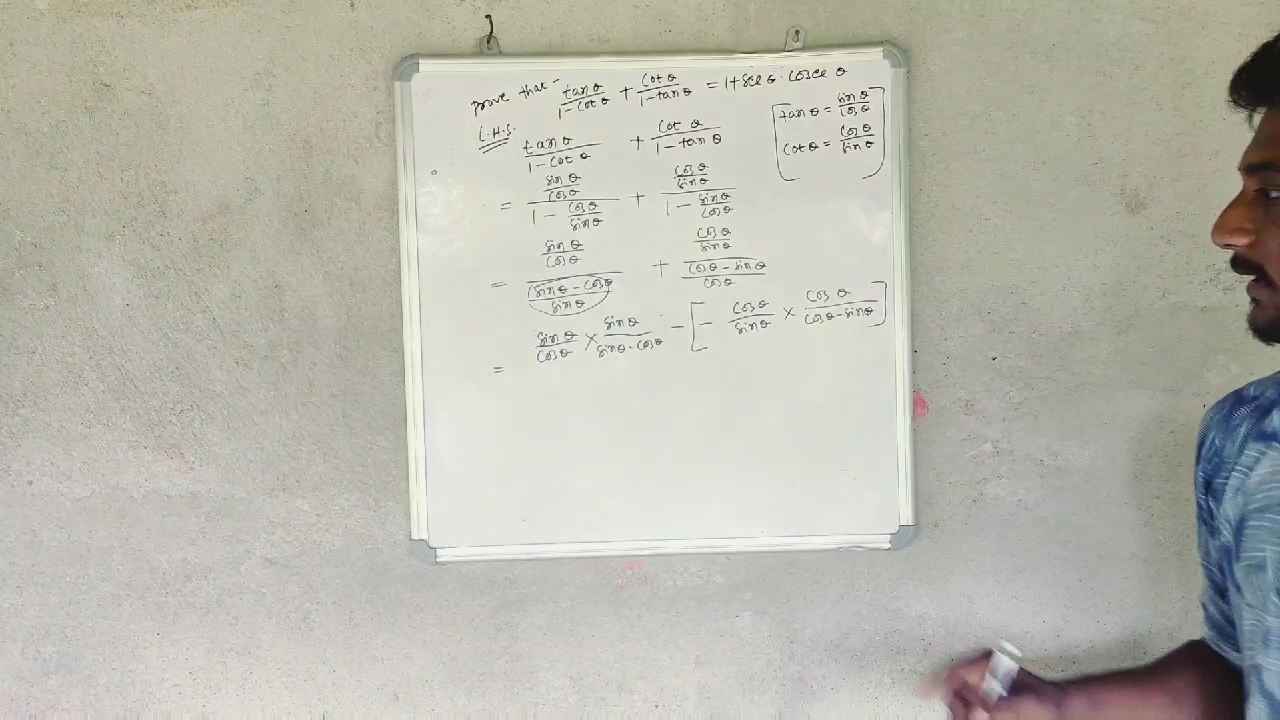 prove that tanθ/(1-cotθ) + cotθ/(1-tanθ) = 1+secθ·cosecθ
L.H.S. tanθ/(1-cotθ) + cotθ/(1-tanθ)
[tanθ = sinθ/cosθ
cotθ = cosθ/sinθ]
= (sinθ/cosθ)/(1 - cosθ/sinθ) + (cosθ/sinθ)/(1 - sinθ/cosθ)
= (sinθ/cosθ)/((sinθ - cosθ)/sinθ) + (cosθ/sinθ)/((cosθ - sinθ)/cosθ)
= sinθ/cosθ × sinθ/(sinθ-cosθ) - [- cosθ/sinθ × cosθ/(cosθ-sinθ)]